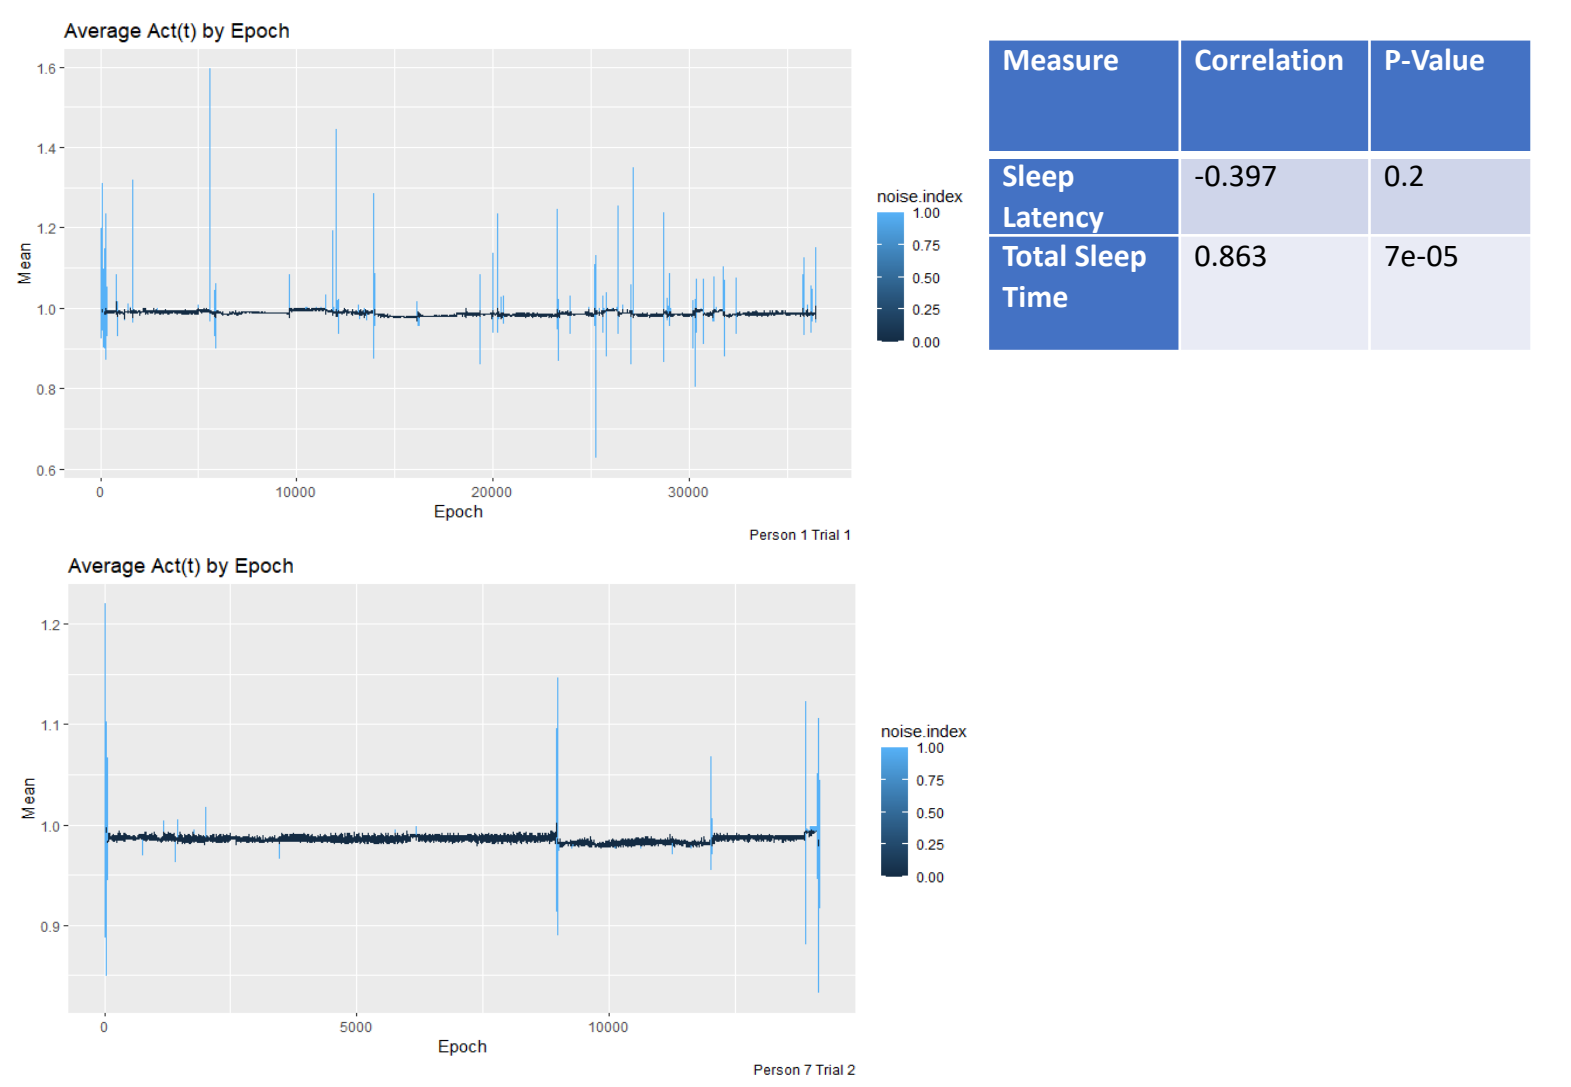 Average Act(t) by Epoch
1.6
1.4
1.2
1.0
0.8
0.6
Mean
0 10000 20000 30000
Epoch
Person 1 Trial 1
noise.index
1.00
0.75
0.50
0.25
0.00
Measure Correlation P-Value
Sleep -0.397 0.2
Latency
Total Sleep 0.863 7e-05
Time
Average Act(t) by Epoch
1.2
1.1
1.0
0.9
Mean
0 5000 10000
Epoch
Person 7 Trial 2
noise.index
1.00
0.75
0.50
0.25
0.00